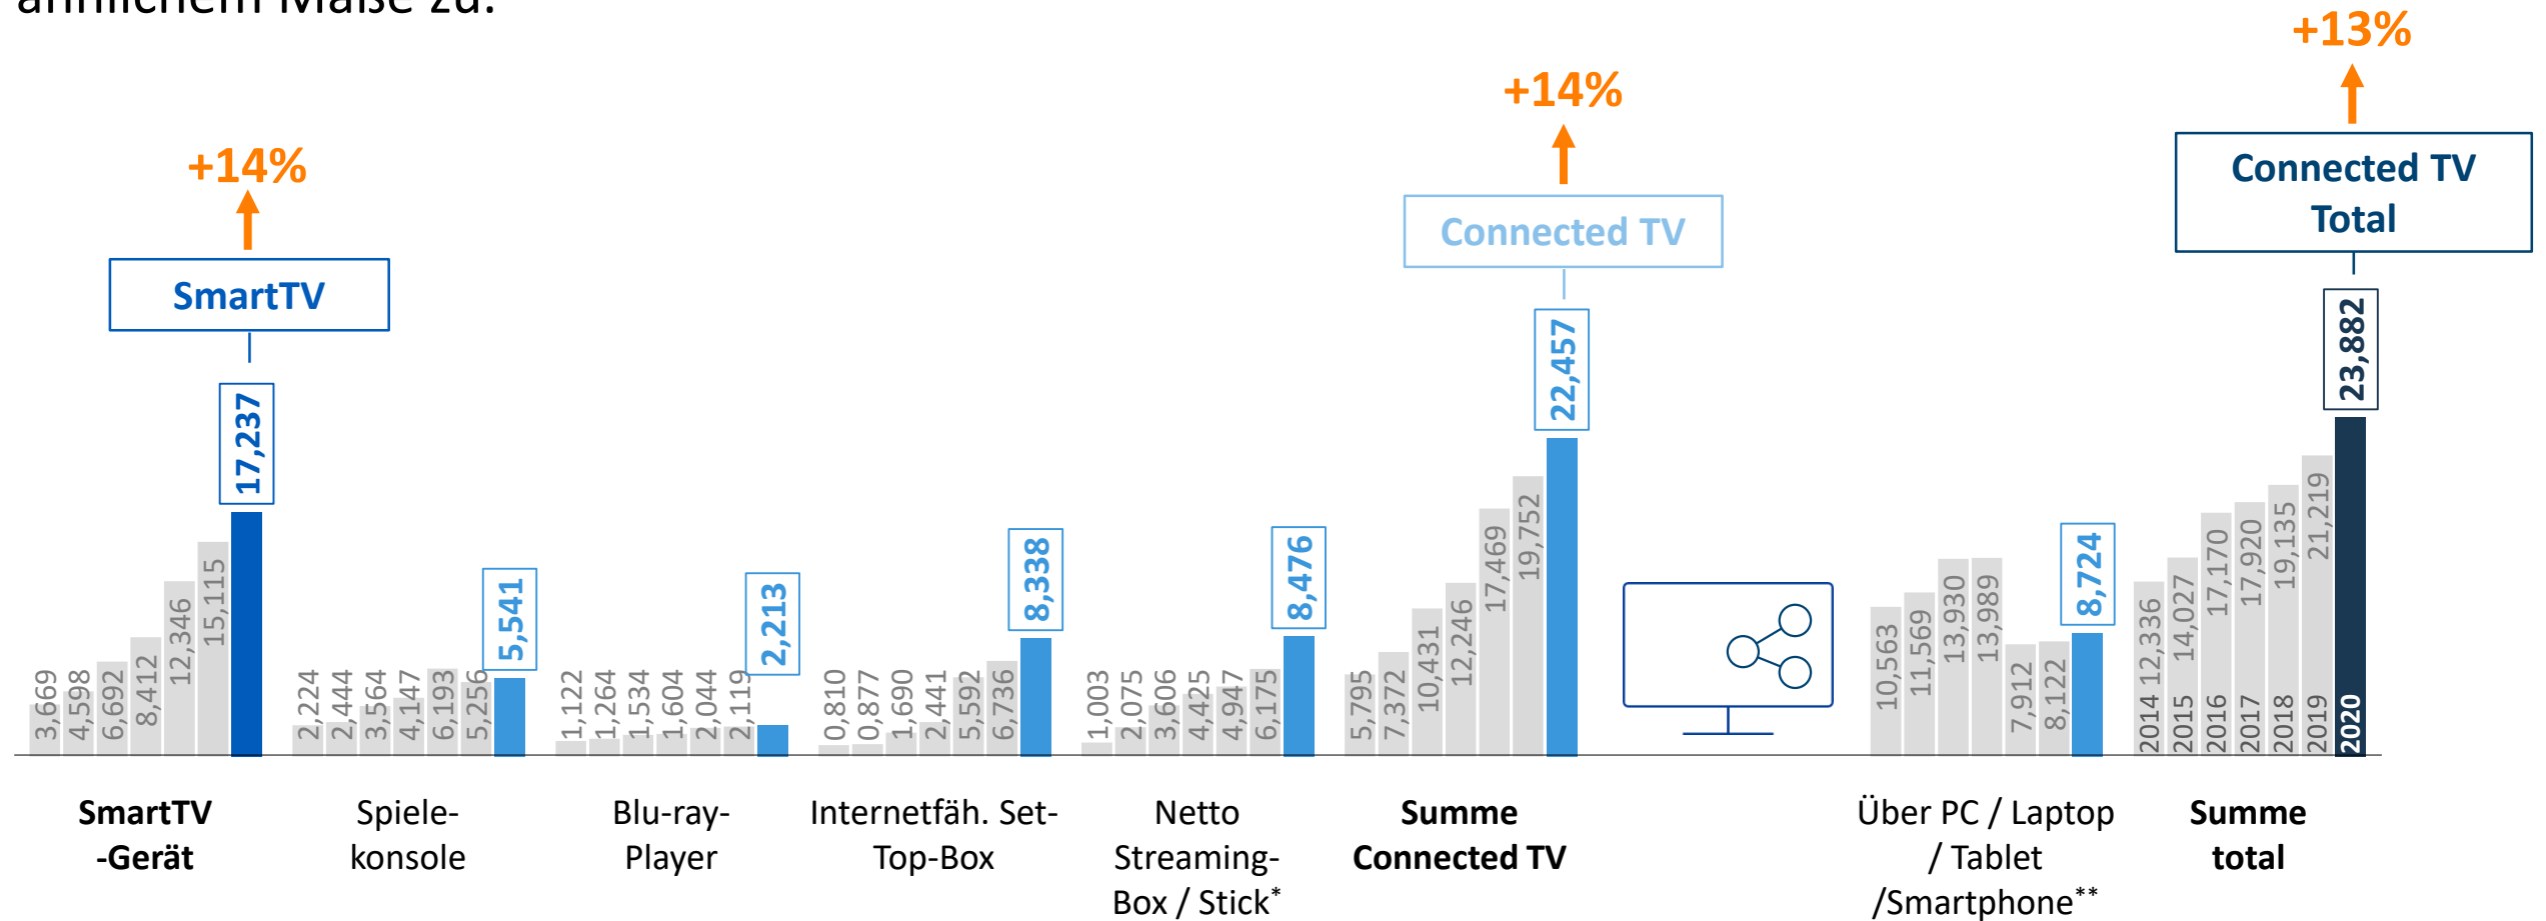 ähnlichem Maße zu.
+14%
SmartTV
+14%
Connected TV
+13%
Connected TV
Total
3,669
4,598
6,692
8,412
12,346
15,115
17,237
2,224
2,444
3,564
4,147
6,193
5,256
5,541
1,122
1,264
1,534
1,604
2,044
2,119
2,213
0,810
0,877
1,690
2,441
5,592
6,736
8,338
1,003
2,075
3,606
4,425
4,947
6,175
8,476
5,795
7,372
10,431
12,246
17,469
19,752
22,457
10,563
11,569
13,930
13,989
7,912
8,122
8,724
2014 12,336
2015 14,027
2016 17,170
2017 17,920
2018 19,135
2019 21,219
2020 23,882
SmartTV
-Gerät
Spiele-
konsole
Blu-ray-
Player
Internetfäh. Set-
Top-Box
Netto
Streaming-
Box / Stick*
Summe
Connected TV
Über PC / Laptop
/ Tablet
/Smartphone**
Summe
total